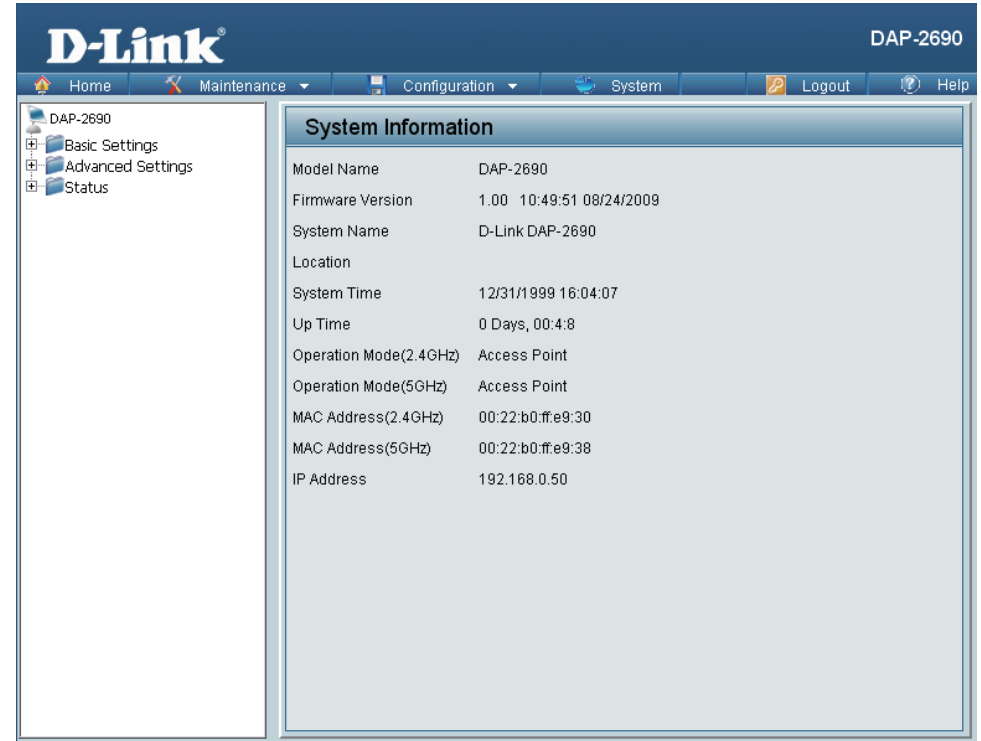 D-Link®
DAP-2690
Home Maintenance Configuration System Logout Help
DAP-2690
Basic Settings
Advanced Settings
Status
System Information
Model Name DAP-2690
Firmware Version 1.00 10:49:51 08/24/2009
System Name D-Link DAP-2690
Location
System Time 12/31/1999 16:04:07
Up Time 0 Days, 00:4:8
Operation Mode(2.4GHz) Access Point
Operation Mode(5GHz) Access Point
MAC Address(2.4GHz) 00:22:b0:ff:e9:30
MAC Address(5GHz) 00:22:b0:ff:e9:38
IP Address 192.168.0.50